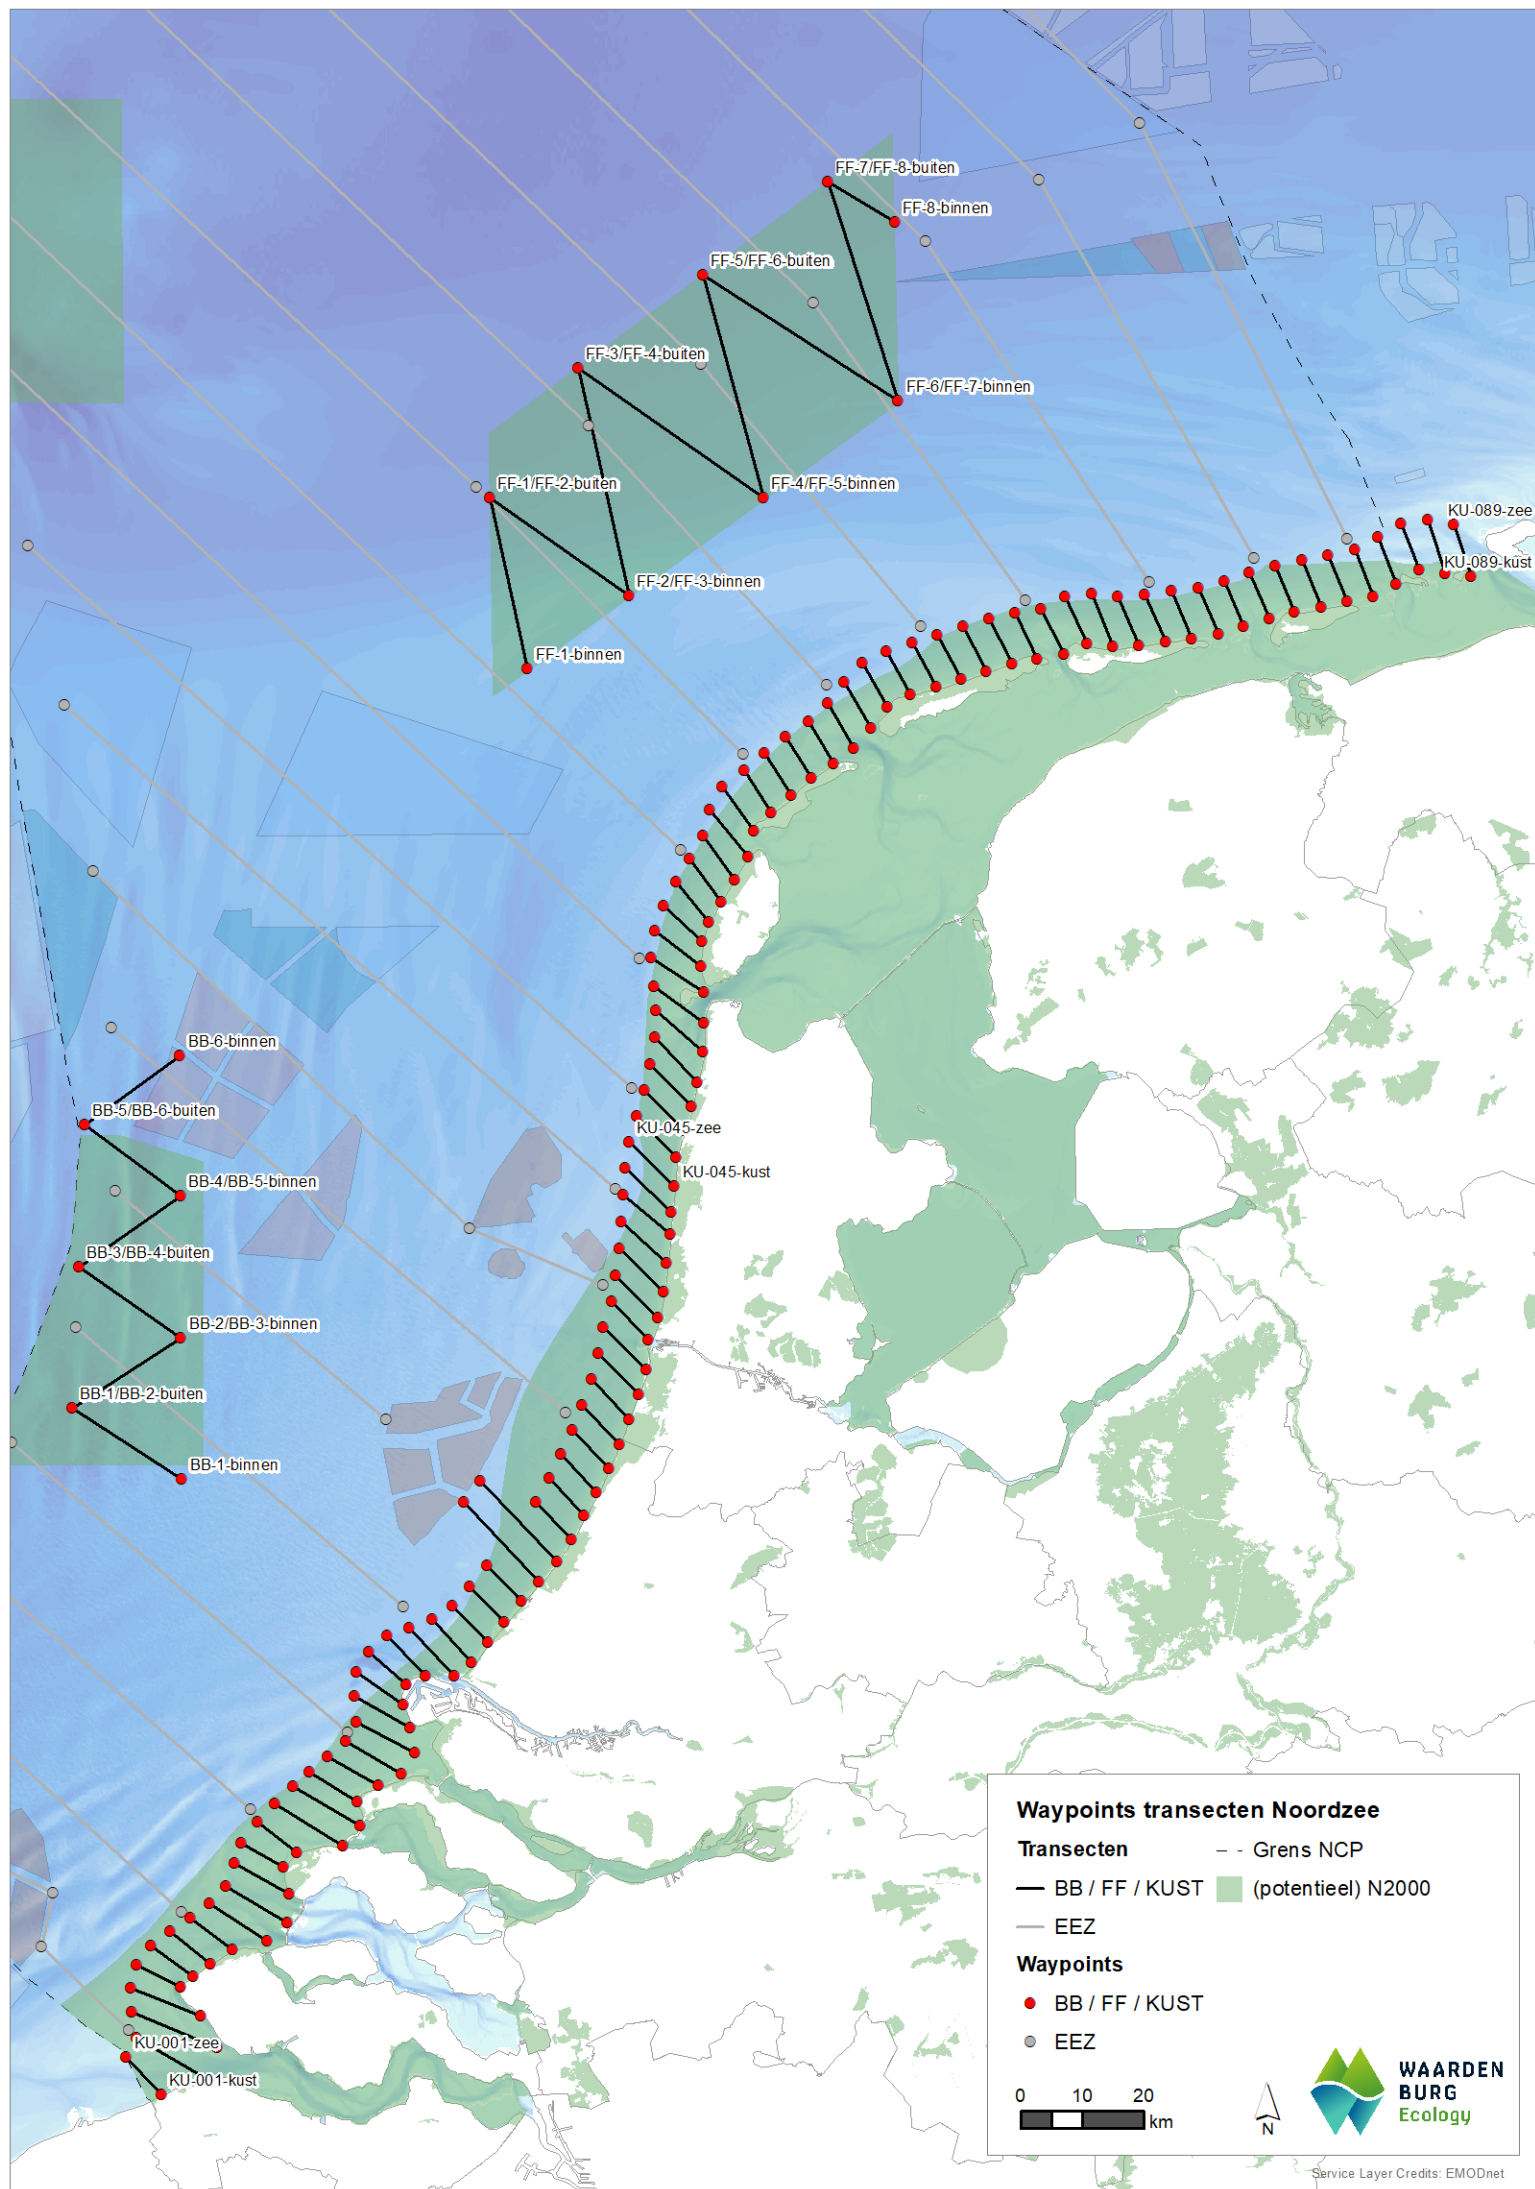 FF-7/FF-8-buiten
FF-8-binnen
FF-5/FF-6-buiten
FF-3/FF-4-buiten
FF-6/FF-7-binnen
FF-1/FF-2-buiten
FF-4/FF-5-binnen
KU-089-zee
KU-089-kust
FF-2/FF-3-binnen
FF-1-binnen
BB-6-binnen
BB-5/BB-6-buiten
KU-045-zee
KU-045-kust
BB-4/BB-5-binnen
BB-3/BB-4-buiten
BB-2/BB-3-binnen
BB-1/BB-2-buiten
BB-1-binnen
KU-001-zee
KU-001-kust
Waypoints transecten Noordzee
Transecten
Grens NCP
BB / FF / KUST
(potentieel) N2000
EEZ
Waypoints
BB / FF / KUST
EEZ
0 10 20
km
N
WAARDEN
BURG
Ecology
Service Layer Credits: EMODnet